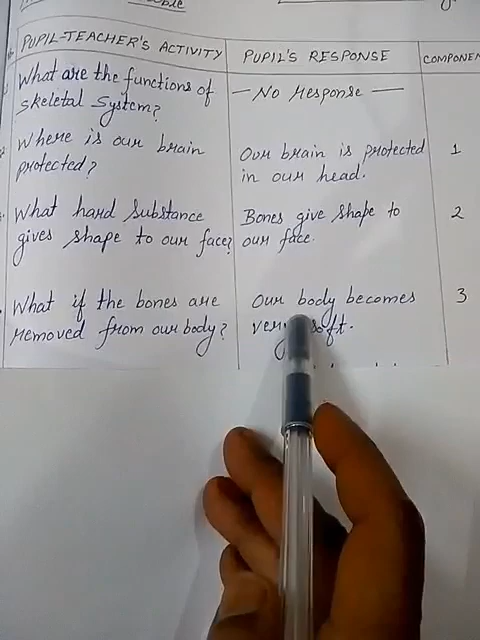 PUPIL-TEACHER'S ACTIVITY
PUPIL'S RESPONSE
What are the functions of
skeletal system?
— No response —
Where is our brain
protected?
Our brain is protected
in our head.
1
What hard substance
gives shape to our face?
Bones give shape to
our face.
2
What if the bones are
removed from our body?
Our body becomes
very soft.
3